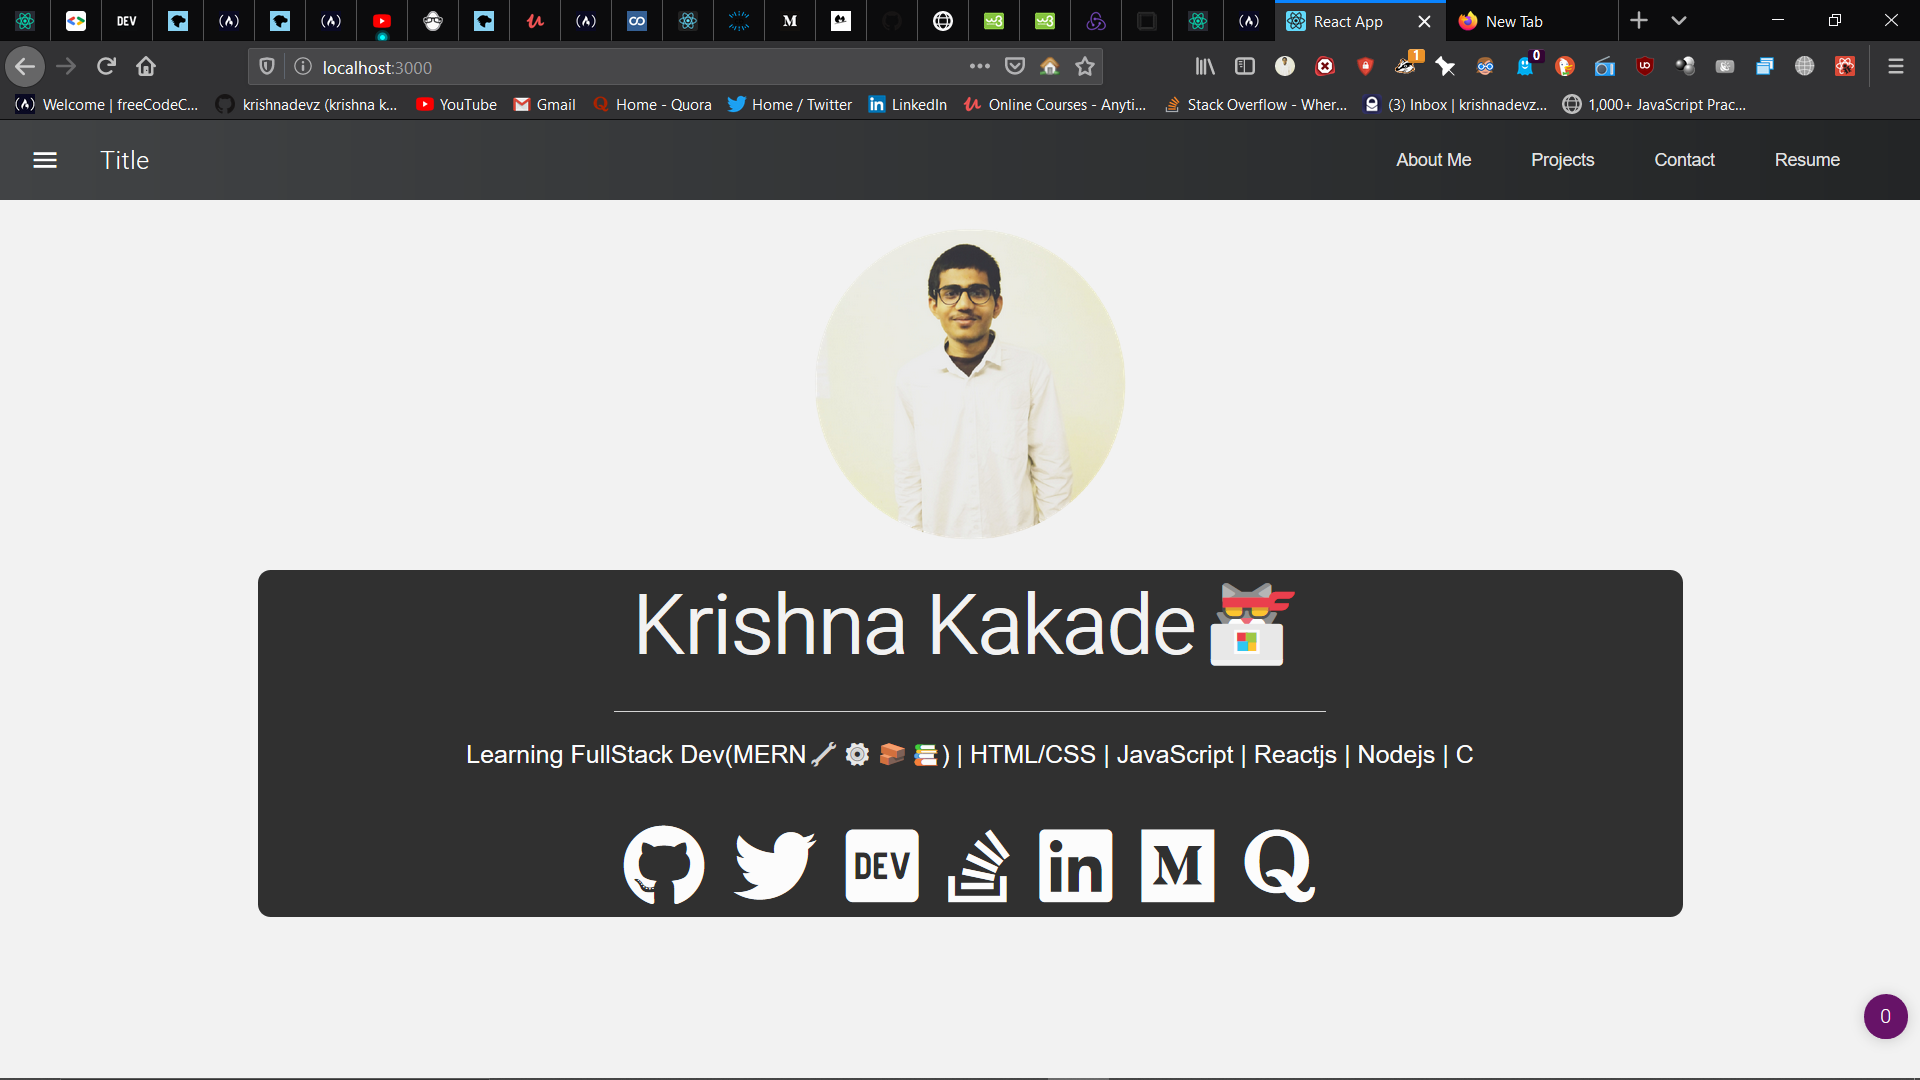 DEV
React App
New Tab
localhost:3000
1
0
Welcome | freeCodeC...
krishnadevz (krishna k...
YouTube
Gmail
Home - Quora
Home / Twitter
LinkedIn
Online Courses - Anyti...
Stack Overflow - Wher...
(3) Inbox | krishnadevz...
1,000+ JavaScript Prac...
Title
About Me
Projects
Contact
Resume
Krishna Kakade
Learning FullStack Dev(MERN🔧 ⚙️ 🧱 📚) | HTML/CSS | JavaScript | Reactjs | Nodejs | C
DEV
in
M
Q
0